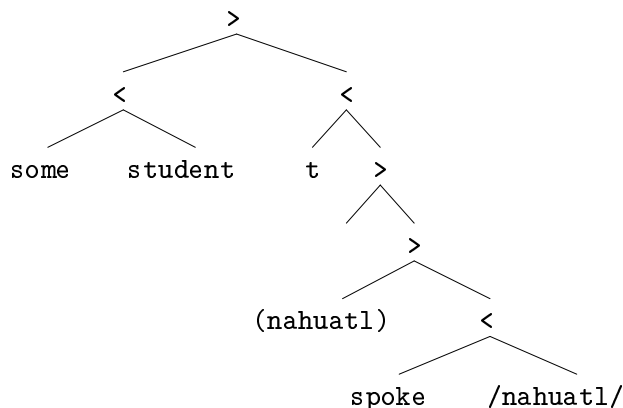 >
< <
some student t >
>
(nahuatl) <
spoke /nahuatl/